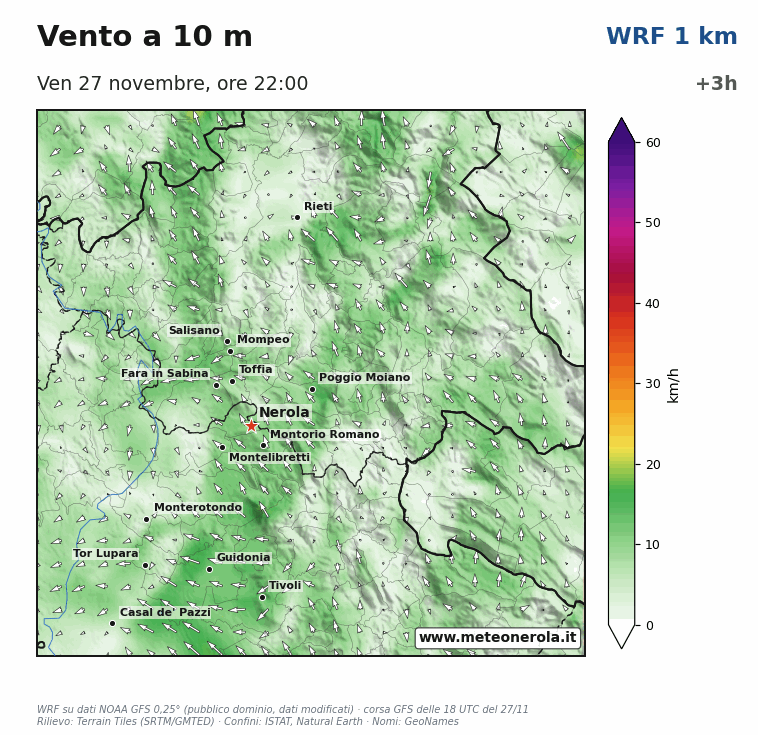 Vento a 10 m
WRF 1 km
Ven 27 novembre, ore 22:00
+3h
Rieti
Salisano
Mompeo
Fara in Sabina
Toffia
Poggio Moiano
Nerola
Montorio Romano
Montelibretti
Monterotondo
Tor Lupara
Guidonia
Tivoli
Casal de' Pazzi
www.meteonerola.it
60
50
40
30
20
10
0
km/h
WRF su dati NOAA GFS 0,25° (pubblico dominio, dati modificati) · corsa GFS delle 18 UTC del 27/11
Rilievo: Terrain Tiles (SRTM/GMTED) · Confini: ISTAT, Natural Earth · Nomi: GeoNames